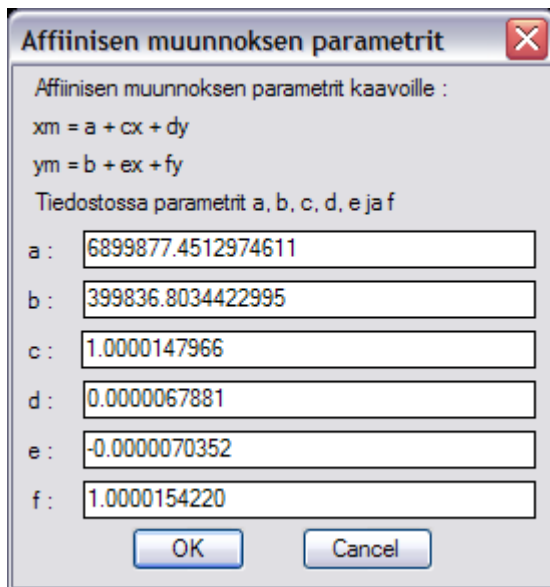 Affiinisen muunnoksen parametrit
Affiinisen muunnoksen parametrit kaavoille :
xm = a + cx + dy
ym = b + ex + fy
Tiedostossa parametrit a, b, c, d, e ja f
a : 6899877.4512974611
b : 399836.8034422995
c : 1.0000147966
d : 0.0000067881
e : -0.0000070352
f : 1.0000154220
OK Cancel